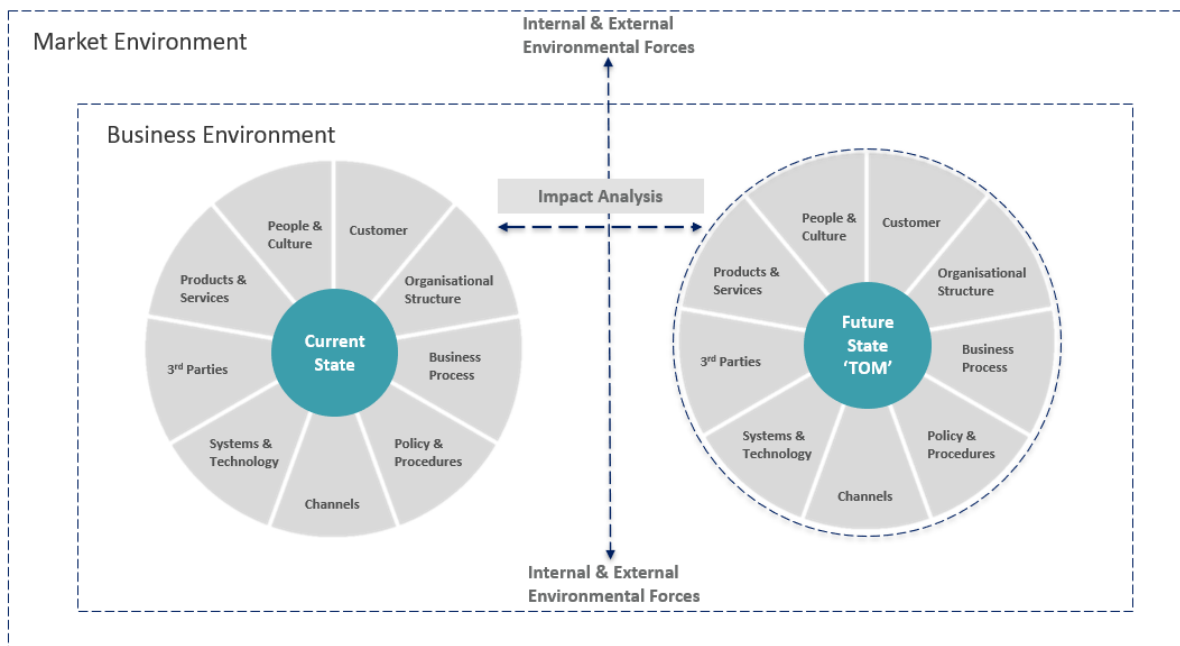 Internal & External
Environmental Forces
Market Environment
Business Environment
Impact Analysis
People &
Culture
Customer
Products &
Services
Organisational
Structure
Current
State
3rd Parties
Business
Process
Systems &
Technology
Policy &
Procedures
Channels
People &
Culture
Customer
Products &
Services
Organisational
Structure
Future
State
‘TOM’
3rd Parties
Business
Process
Systems &
Technology
Policy &
Procedures
Channels
Internal & External
Environmental Forces